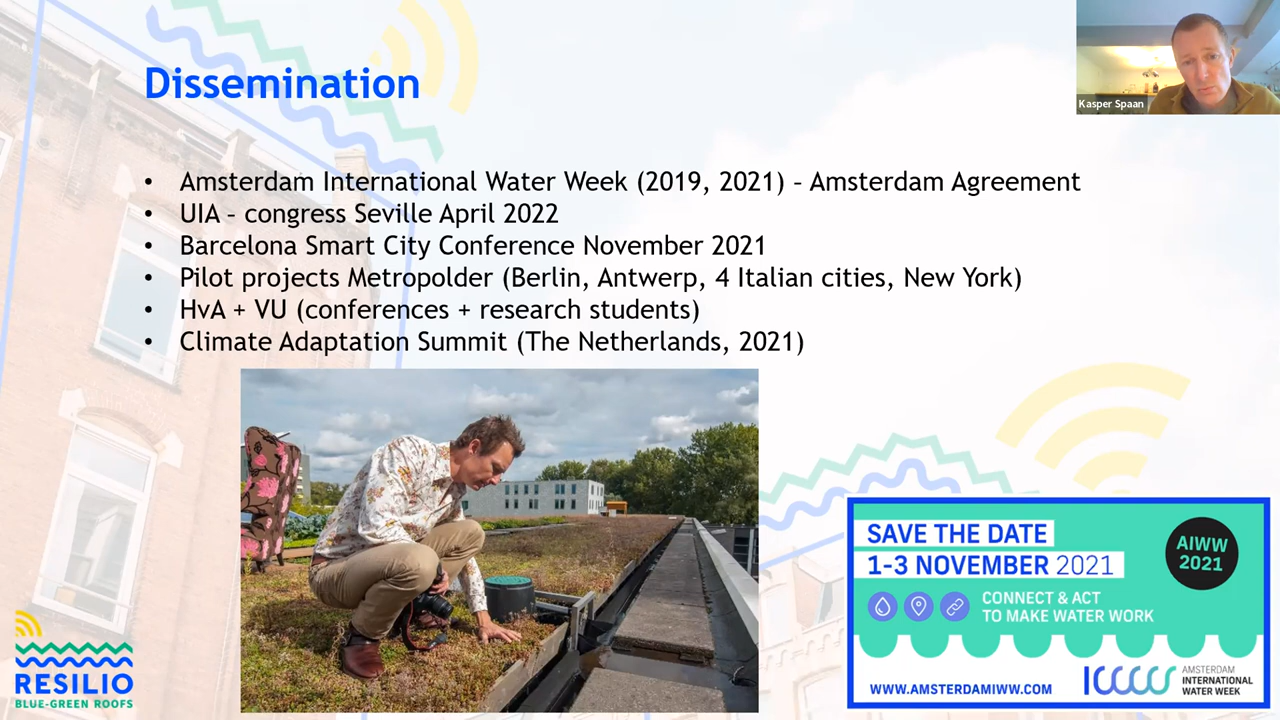 Dissemination
Kasper Spaan
• Amsterdam International Water Week (2019, 2021) – Amsterdam Agreement
• UIA – congress Seville April 2022
• Barcelona Smart City Conference November 2021
• Pilot projects Metropolder (Berlin, Antwerp, 4 Italian cities, New York)
• HvA + VU (conferences + research students)
• Climate Adaptation Summit (The Netherlands, 2021)
SAVE THE DATE
1-3 NOVEMBER 2021
AIWW
2021
CONNECT & ACT
TO MAKE WATER WORK
WWW.AMSTERDAMIWW.COM
AMSTERDAM
INTERNATIONAL
WATER WEEK
RESILIO
BLUE-GREEN ROOFS